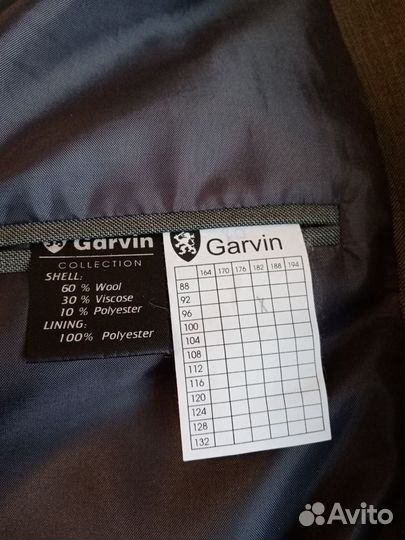 Garvin
COLLECTION
SHELL:
60 % Wool
30 % Viscose
10 % Polyester
LINING:
100% Polyester
Garvin
164 170 176 182 188 194
88
92
96 X
100
104
108
112
116
120
124
128
132
Avito